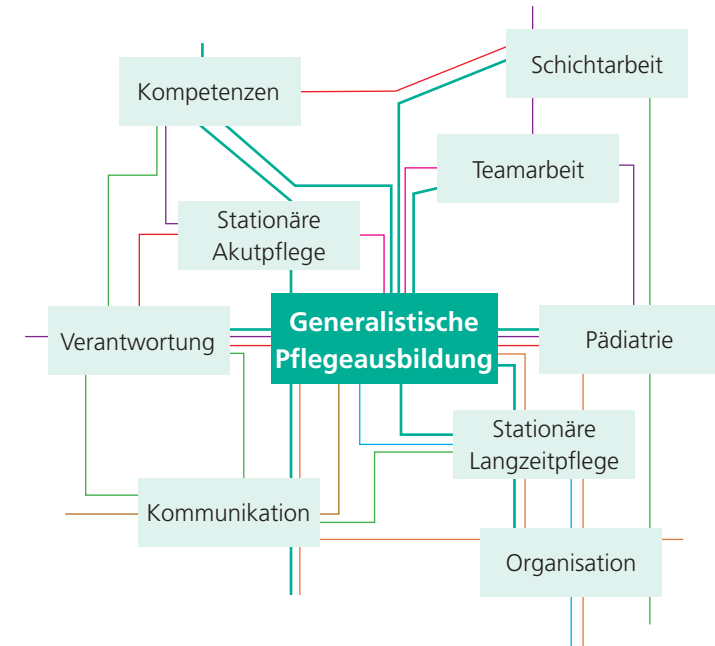 Schichtarbeit
Kompetenzen
Teamarbeit
Stationäre
Akutpflege
Generalistische
Pflegeausbildung
Verantwortung
Pädiatrie
Stationäre
Langzeitpflege
Kommunikation
Organisation